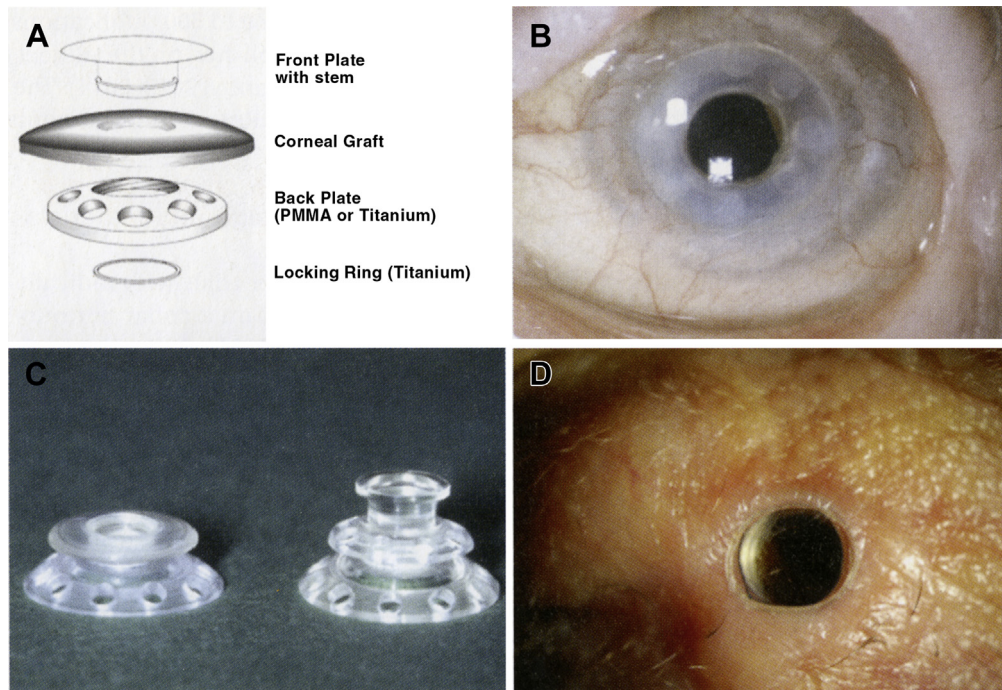 A
Front Plate
with stem
Corneal Graft
Back Plate
(PMMA or Titanium)
Locking Ring (Titanium)
B
C
D